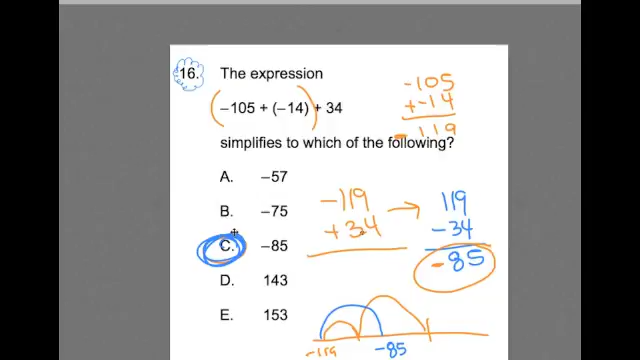 16. The expression
-105
+ -14
- 119
−105 + (−14) + 34
simplifies to which of the following?
A. −57
B. −75
C. −85
D. 143
E. 153
-119
+ 34
→
119
- 34
- 85
-119
-85